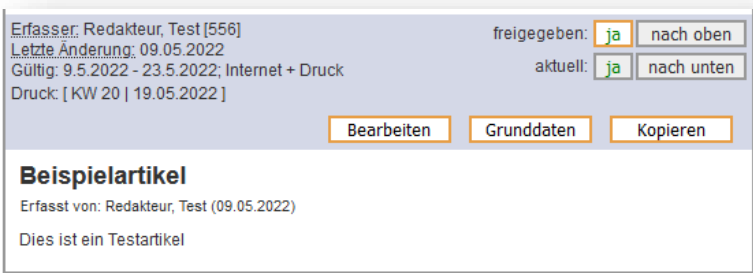 Erfasser: Redakteur, Test [556]
freigegeben: ja nach oben
Letzte Änderung: 09.05.2022
Gültig: 9.5.2022 - 23.5.2022; Internet + Druck
aktuell: ja nach unten
Druck: [ KW 20 | 19.05.2022 ]
Bearbeiten Grunddaten Kopieren
Beispielartikel
Erfasst von: Redakteur, Test (09.05.2022)
Dies ist ein Testartikel